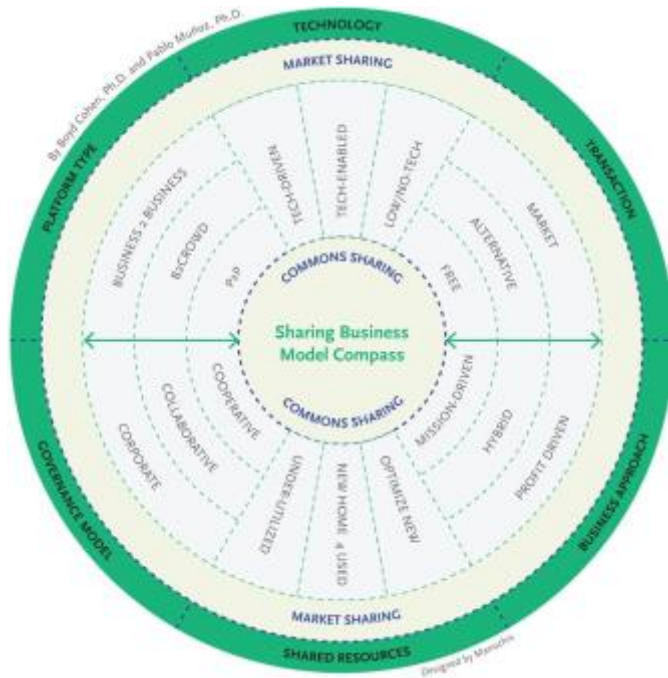 By Boyd Cohen, Ph.D. and Pablo Muñoz, Ph.D.
TECHNOLOGY
MARKET SHARING
PLATFORM TYPE
TRANSACTION
BUSINESS 2 BUSINESS
B2CROWD
P2P
TECH-DRIVEN
TECH-ENABLED
LOW/NO-TECH
FREE
ALTERNATIVE
MARKET
COMMONS SHARING
Sharing Business
Model Compass
COMMONS SHARING
CORPORATE
COLLABORATIVE
COOPERATIVE
UNDER-UTILIZED
NEW HOME 4 USED
OPTIMIZE NEW
MISSION-DRIVEN
HYBRID
PROFIT DRIVEN
GOVERNANCE MODEL
BUSINESS APPROACH
MARKET SHARING
SHARED RESOURCES
Designed by